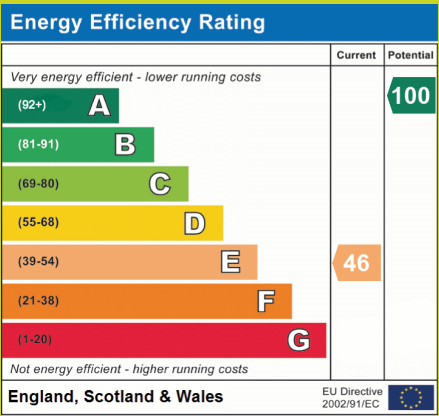 Energy Efficiency Rating
Current Potential
Very energy efficient - lower running costs
(92+) A 100
(81-91) B
(69-80) C
(55-68) D
(39-54) E 46
(21-38) F
(1-20) G
Not energy efficient - higher running costs
England, Scotland & Wales
EU Directive
2002/91/EC